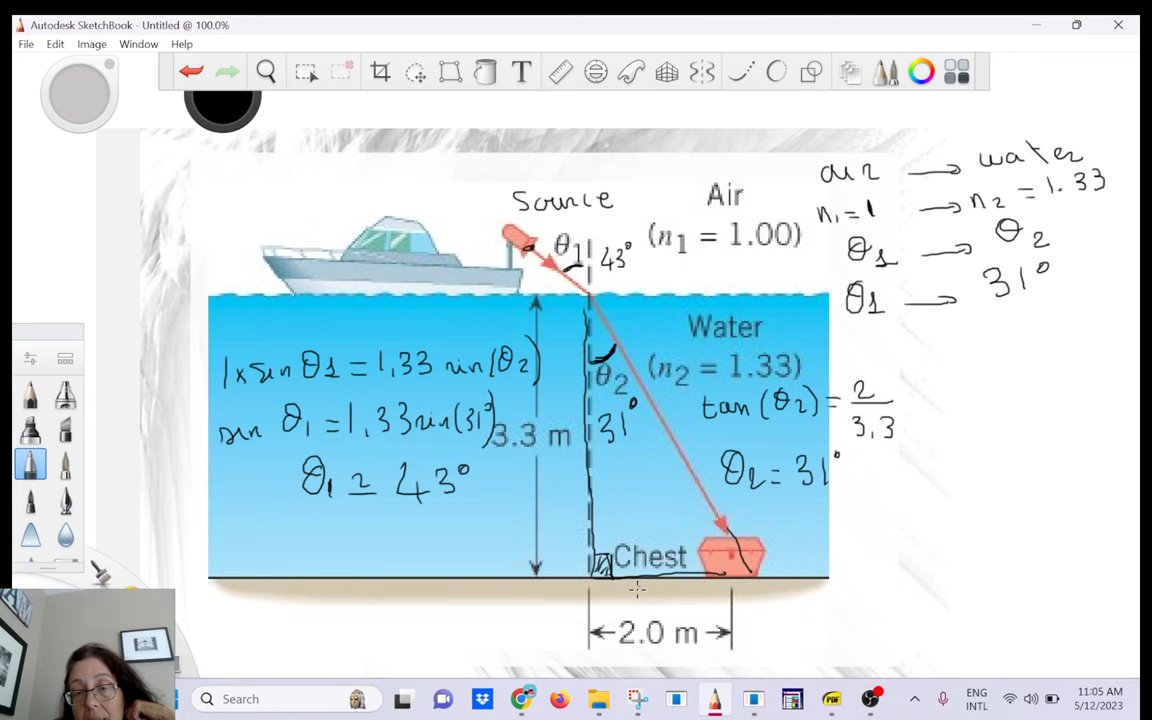 Autodesk SketchBook - Untitled @ 100.0%
File Edit Image Window Help
T
Source
Air
(n1 = 1.00)
θ1
43°
air → water
n1 = 1 → n2 = 1.33
θ1 → θ2
θ1 → 31°
Water
(n2 = 1.33)
θ2
31°
1 x sin θ1 = 1,33 sin(θ2)
sin θ1 = 1,33 sin(31°)
θ1 = 43°
3.3 m
tan (θ2) = 2
3,3
θ2 = 31°
Chest
2.0 m
Search
ENG
INTL
11:05 AM
5/12/2023